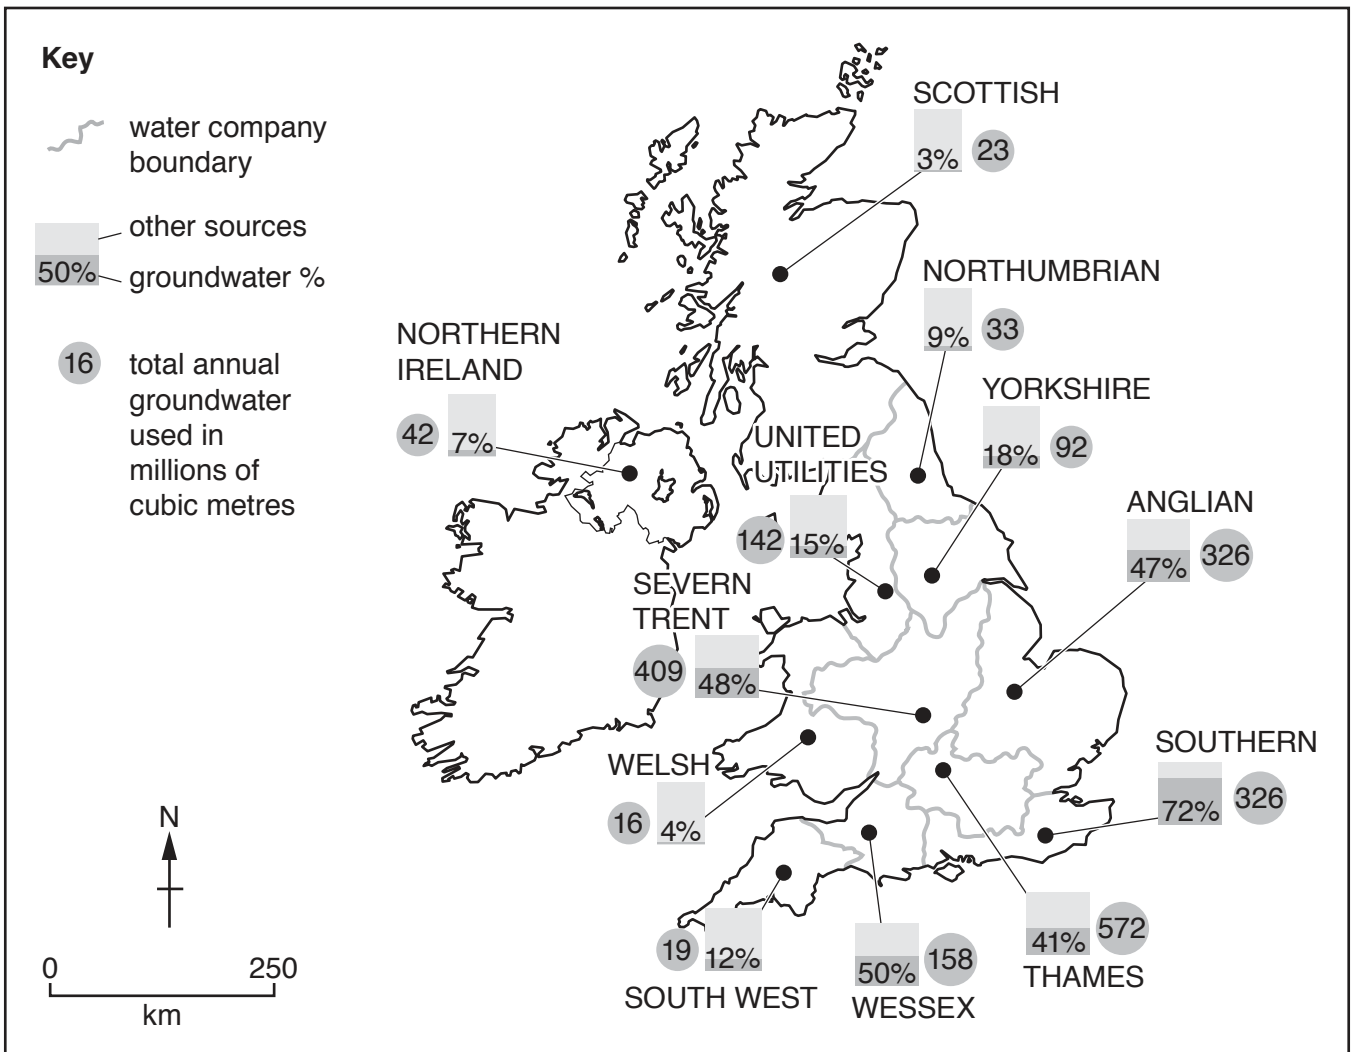 Key
water company
boundary
other sources
50%
groundwater %
16
total annual
groundwater
used in
millions of
cubic metres
SCOTTISH
3% 23
NORTHUMBRIAN
9% 33
NORTHERN
IRELAND
42 7%
YORKSHIRE
18% 92
UNITED
UTILITIES
142 15%
ANGLIAN
47% 326
SEVERN
TRENT
409 48%
SOUTHERN
72% 326
WELSH
16 4%
N
0 250
km
19 12%
SOUTH WEST
50% 158
WESSEX
41% 572
THAMES